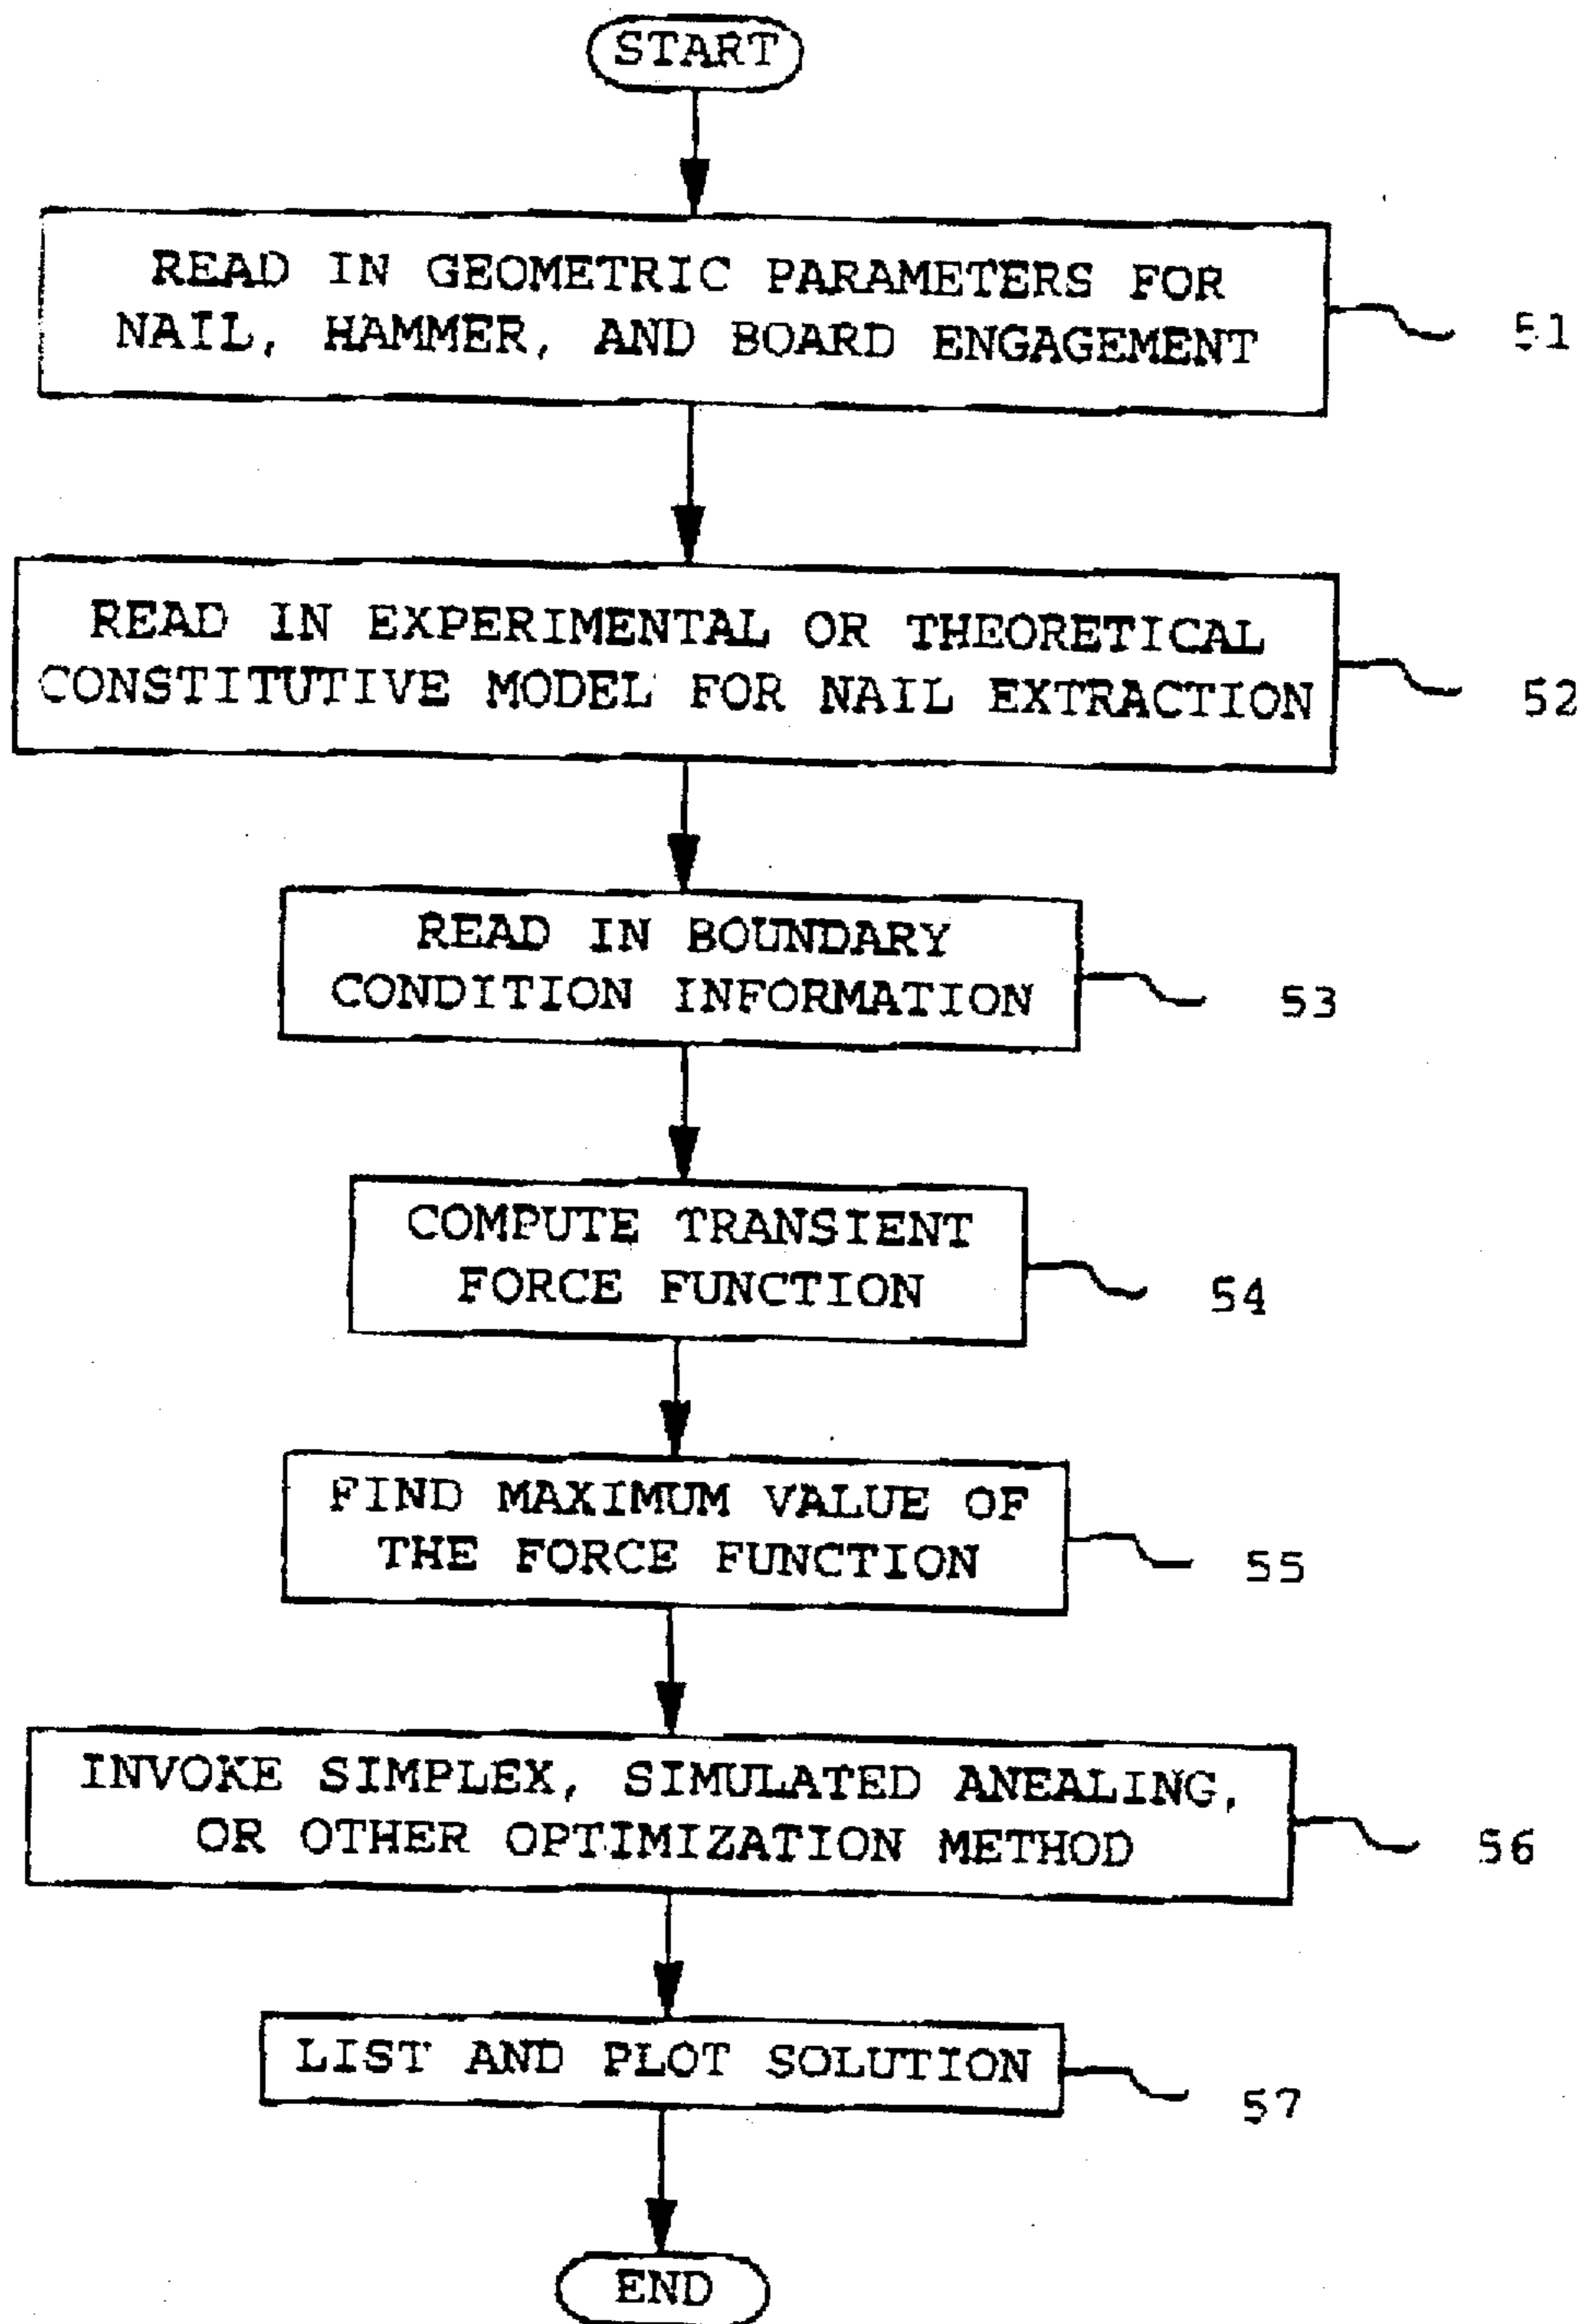 START
READ IN GEOMETRIC PARAMETERS FOR
NAIL, HAMMER, AND BOARD ENGAGEMENT
51
READ IN EXPERIMENTAL OR THEORETICAL
CONSTITUTIVE MODEL FOR NAIL EXTRACTION
52
READ IN BOUNDARY
CONDITION INFORMATION
53
COMPUTE TRANSIENT
FORCE FUNCTION
54
FIND MAXIMUM VALUE OF
THE FORCE FUNCTION
55
INVOKE SIMPLEX, SIMULATED ANEALING,
OR OTHER OPTIMIZATION METHOD
56
LIST AND PLOT SOLUTION
57
END